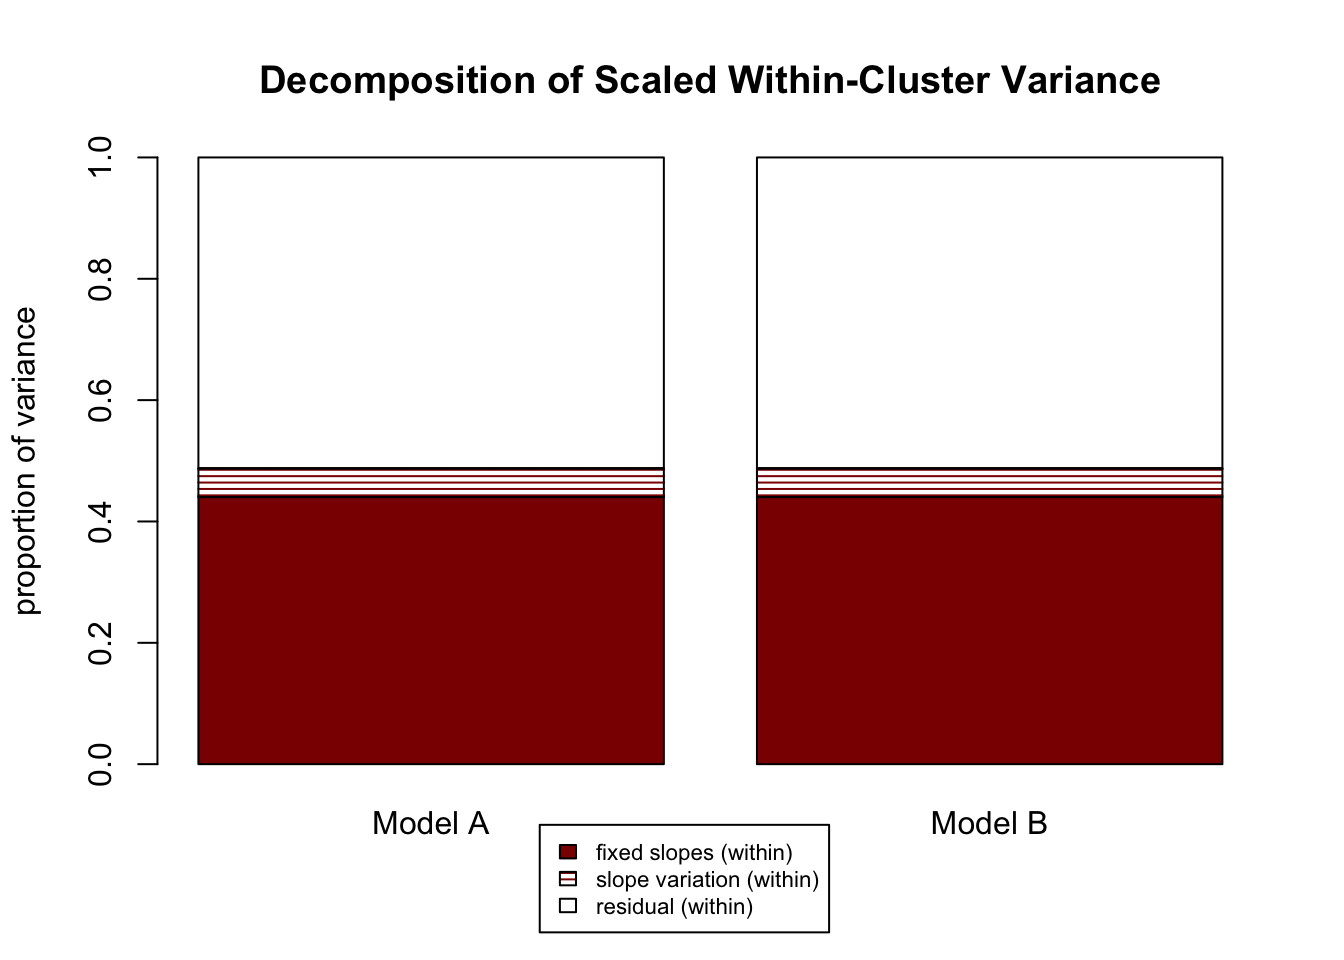 Decomposition of Scaled Within-Cluster Variance
proportion of variance
1.0
0.8
0.6
0.4
0.2
0.0
Model A
Model B
fixed slopes (within)
slope variation (within)
residual (within)